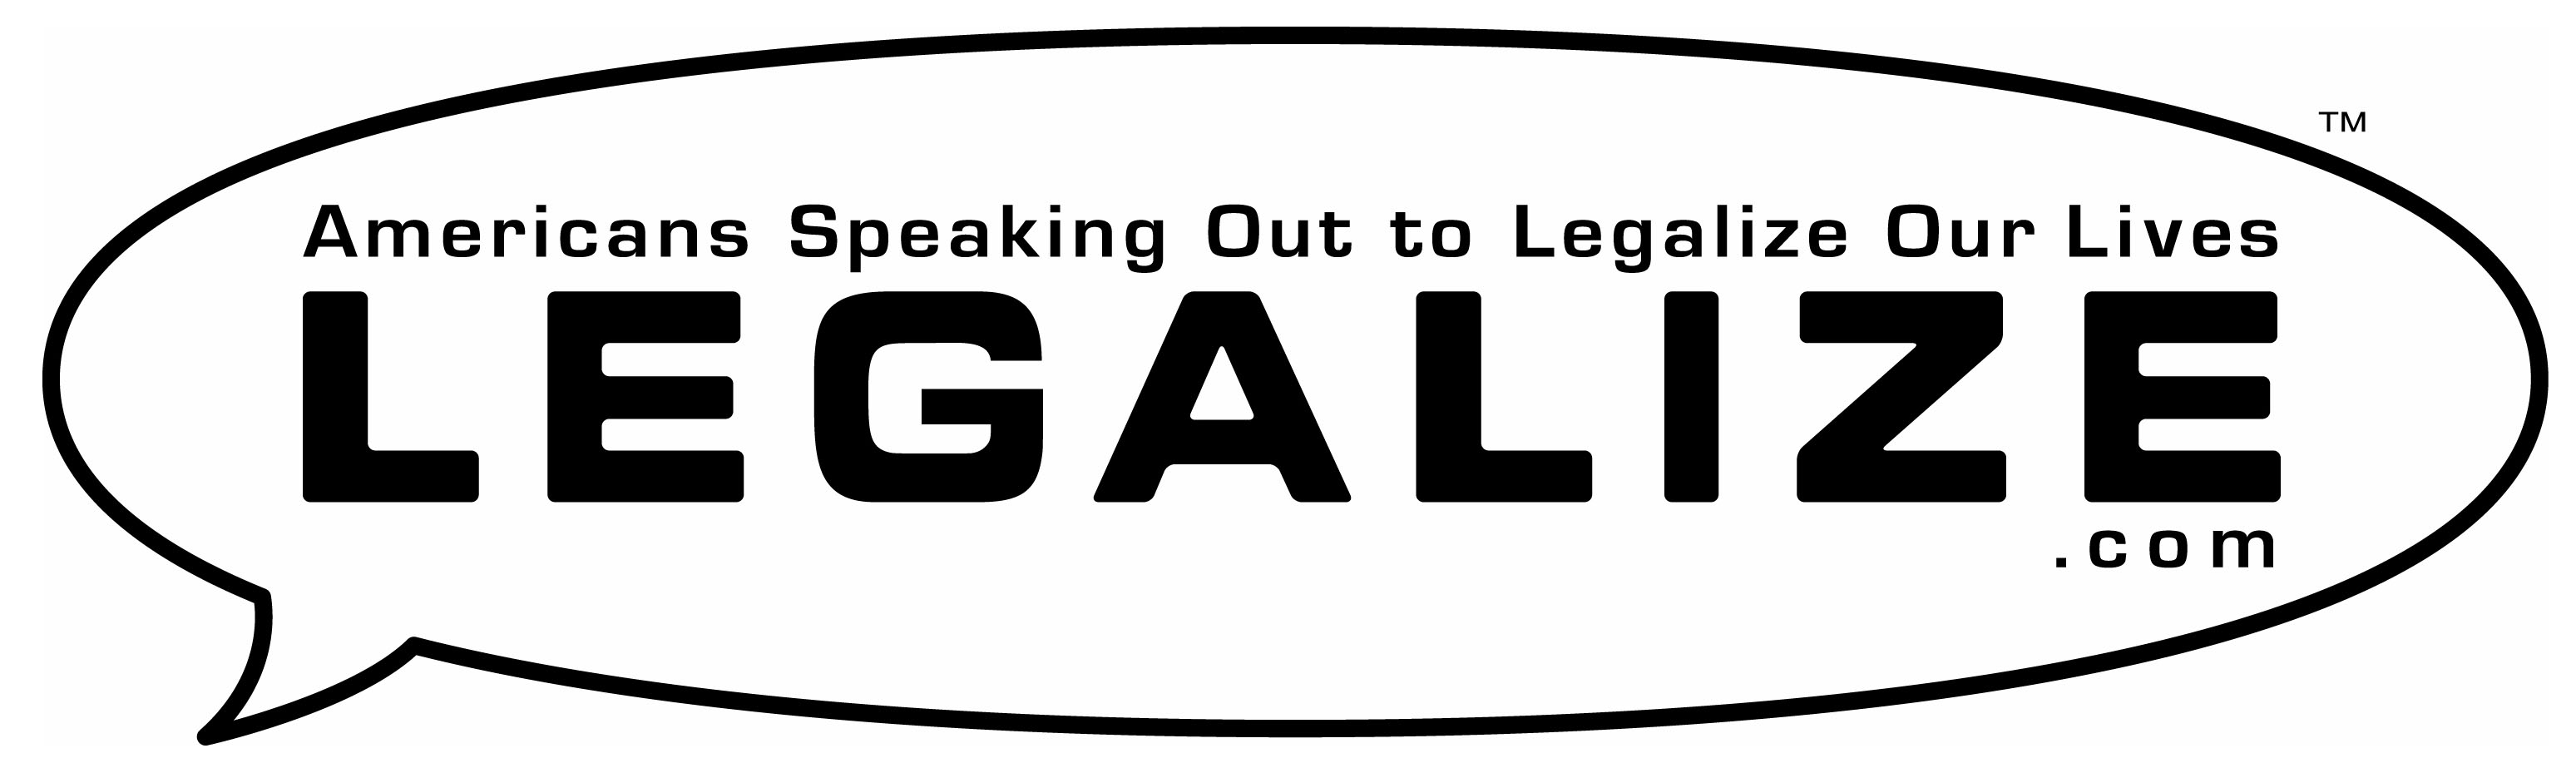 ™
Americans Speaking Out to Legalize Our Lives
LEGALIZE
.com